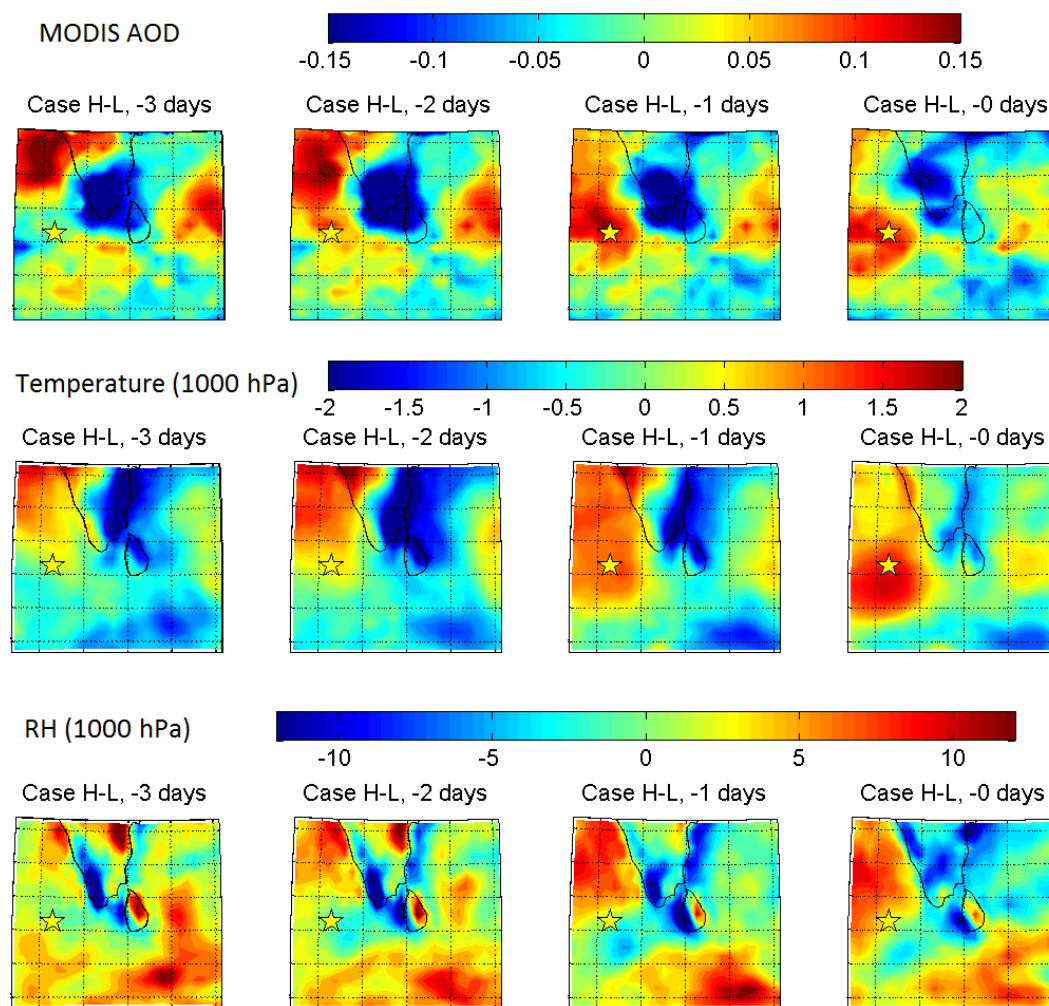 MODIS AOD
-0.15 -0.1 -0.05 0 0.05 0.1 0.15
Case H-L, -3 days Case H-L, -2 days Case H-L, -1 days Case H-L, -0 days
Temperature (1000 hPa)
-2 -1.5 -1 -0.5 0 0.5 1 1.5 2
Case H-L, -3 days Case H-L, -2 days Case H-L, -1 days Case H-L, -0 days
RH (1000 hPa)
-10 -5 0 5 10
Case H-L, -3 days Case H-L, -2 days Case H-L, -1 days Case H-L, -0 days